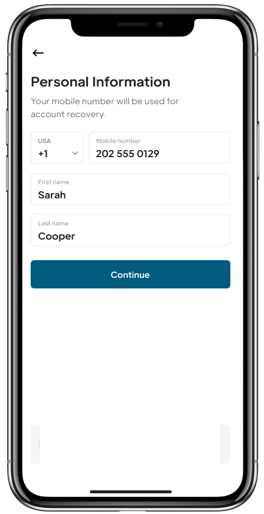 Personal Information
Your mobile number will be used for
account recovery.
USA
+1
Mobile number
202 555 0129
First name
Sarah
Last name
Cooper
Continue